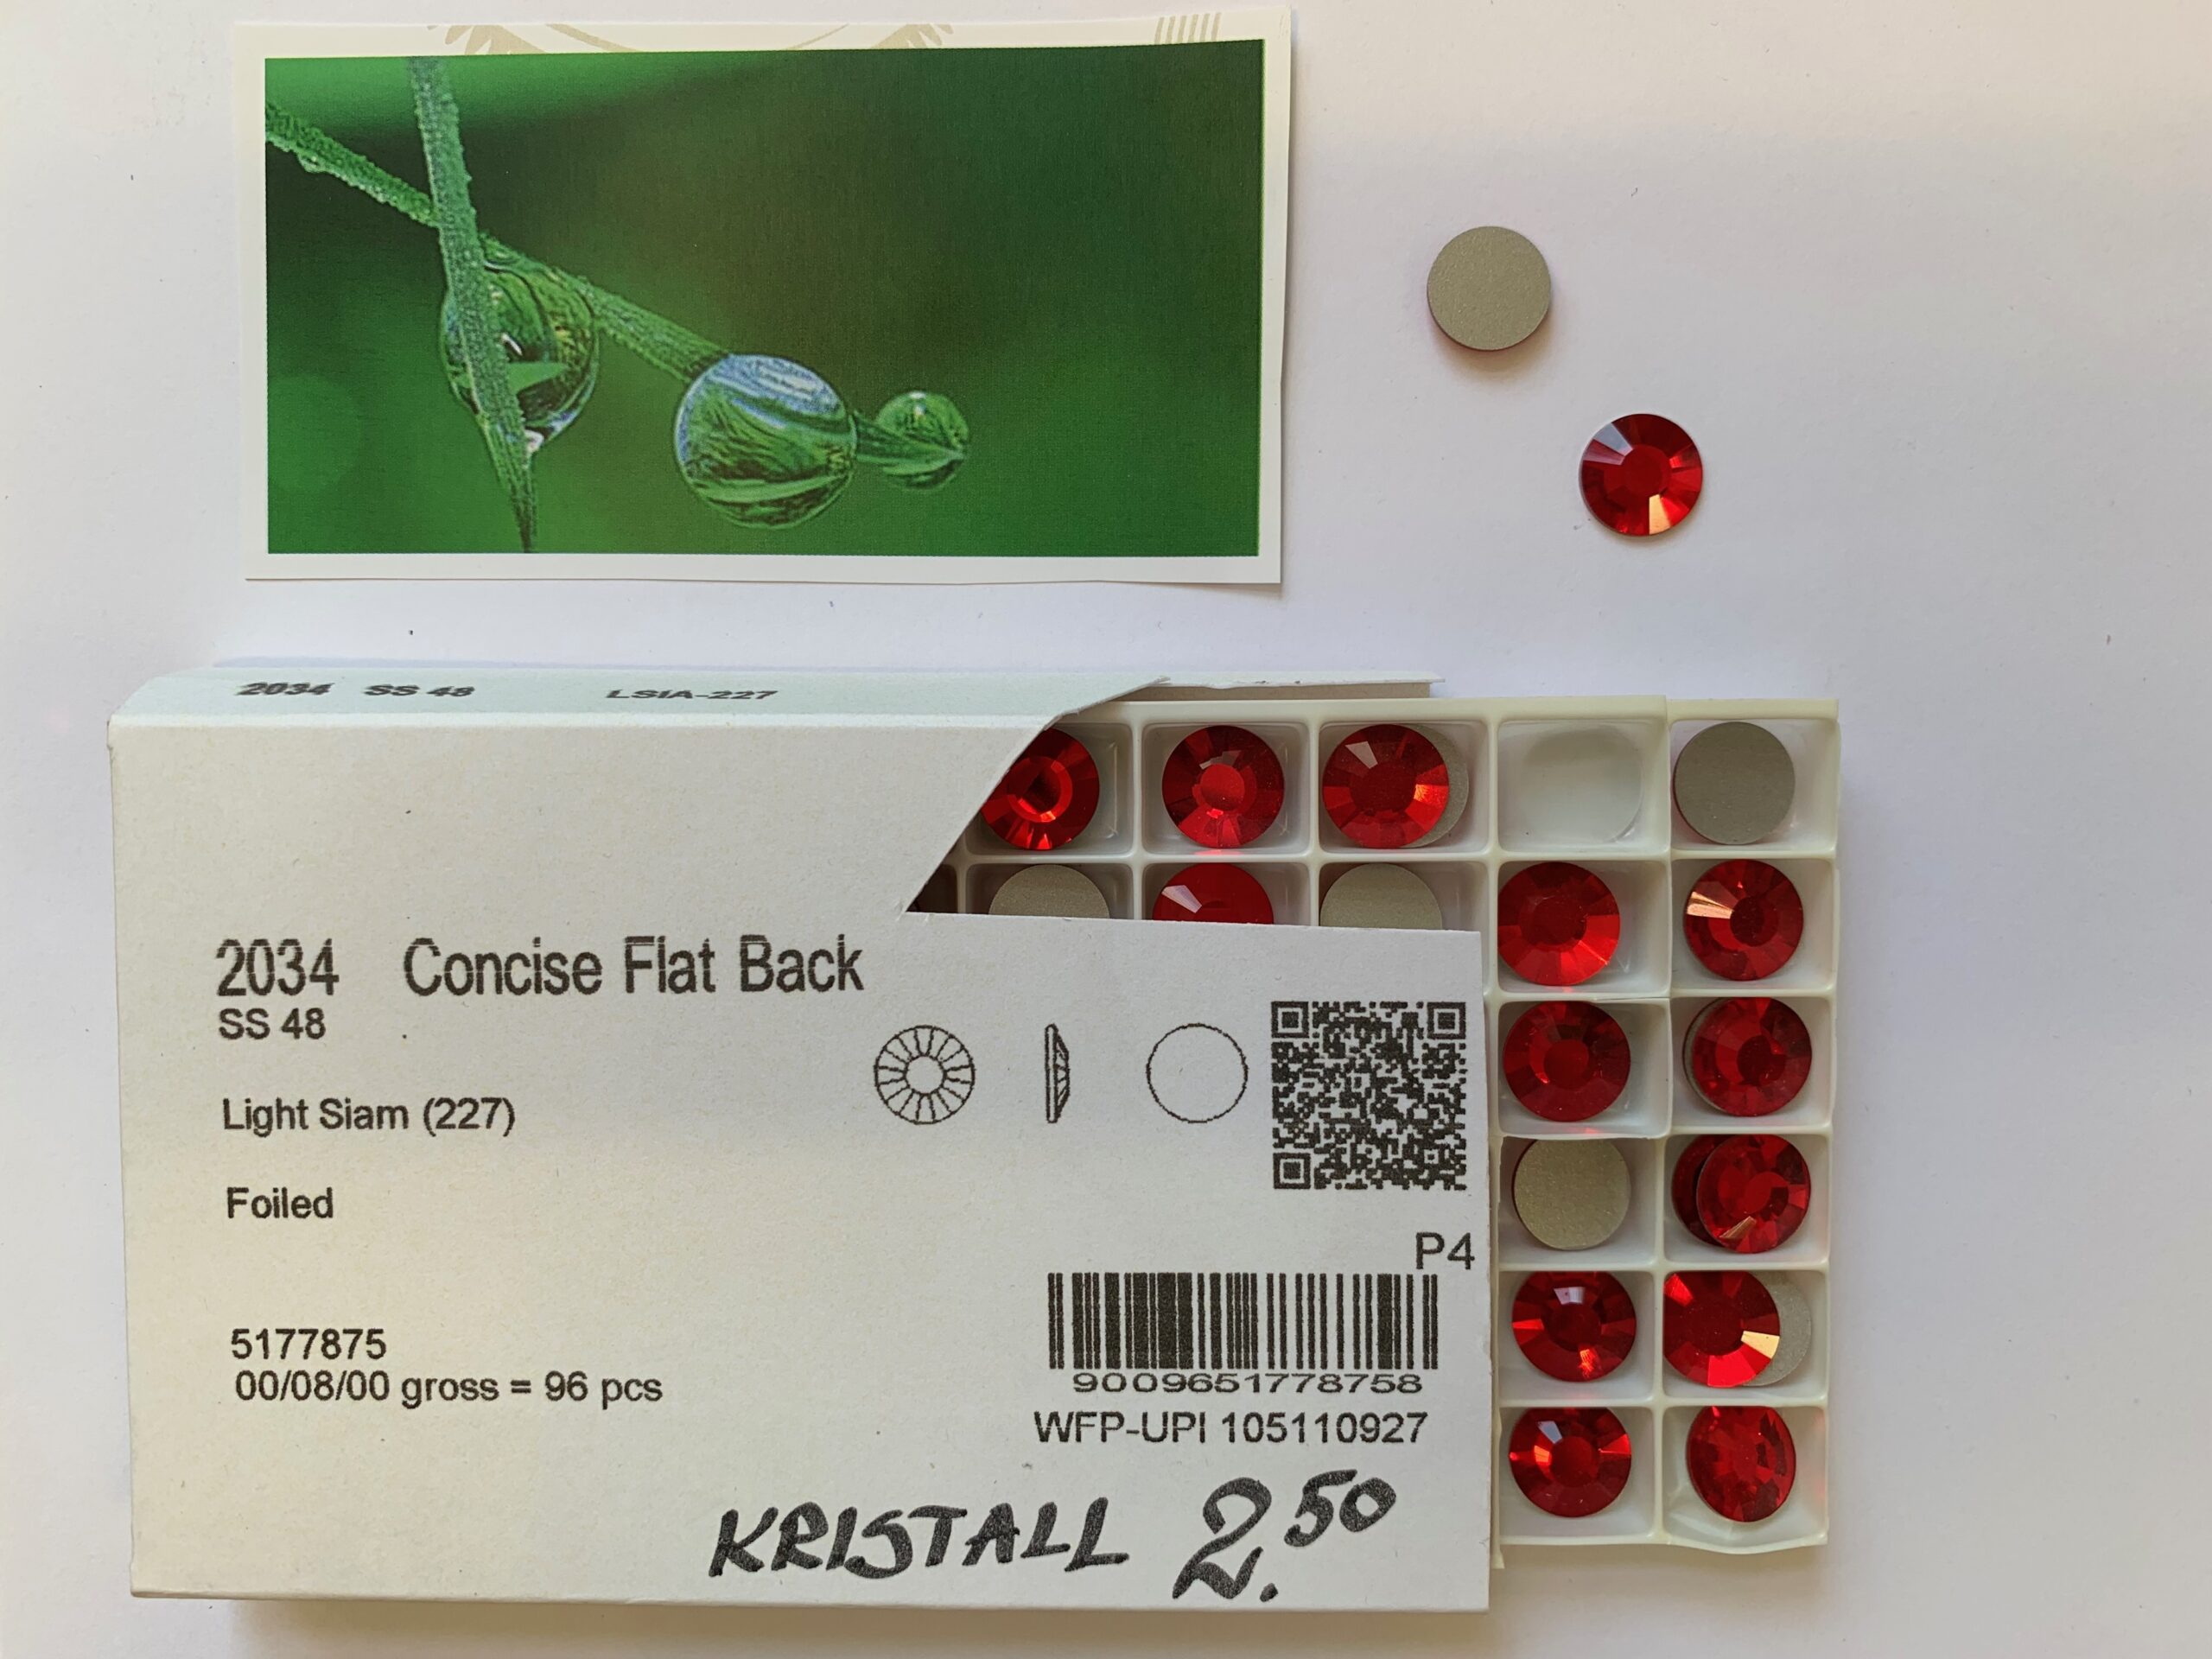 2034 SS 48 LSIA-227
2034 Concise Flat Back
SS 48
Light Siam (227)
Foiled
P4
5177875
00/08/00 gross = 96 pcs
9009651778758
WFP-UPI 105110927
KRISTALL 2.50